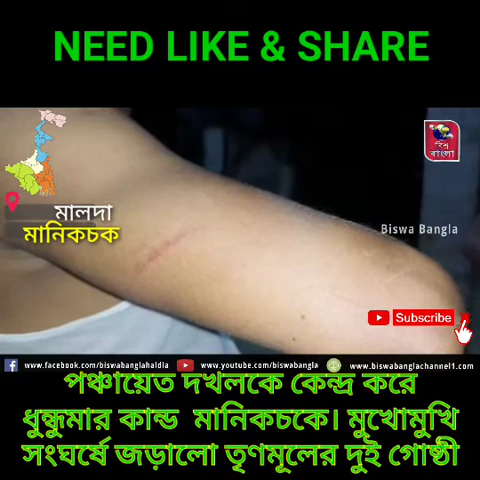 NEED LIKE & SHARE
বিশ্ব
বাংলা
মালদা
মানিকচক
Biswa Bangla
Subscribe
www.facebook.com/biswabanglahaldia www.youtube.com/biswabangla www.biswabanglachannel1.com
পঞ্চায়েত দখলকে কেন্দ্র করে
ধুন্ধুমার কান্ড মানিকচকে। মুখোমুখি
সংঘর্ষে জড়ালো তৃণমূলের দুই গোষ্ঠী